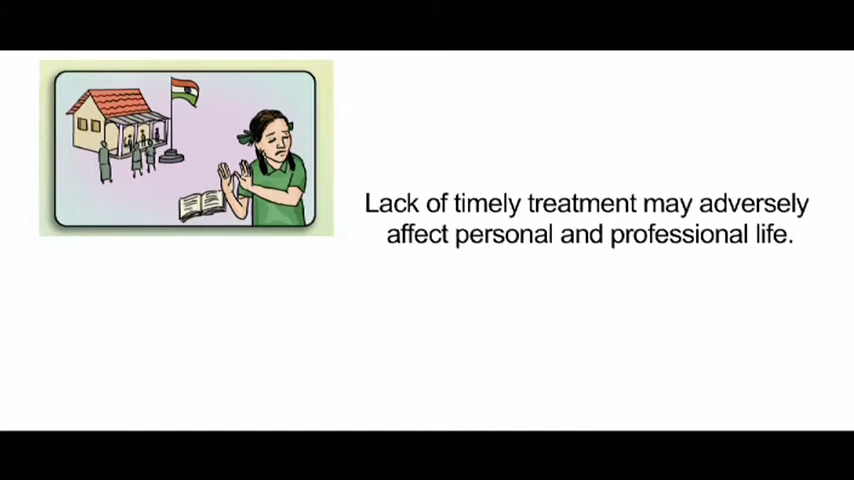 Lack of timely treatment may adversely
affect personal and professional life.